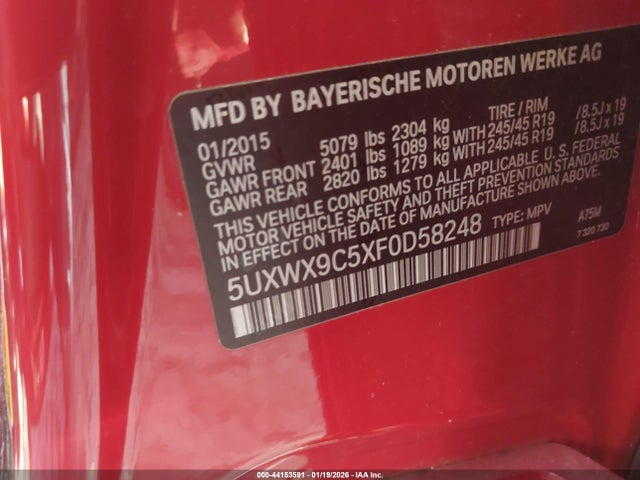 MFD BY BAYERISCHE MOTOREN WERKE AG
01/2015 5079 lbs 2304 kg TIRE / RIM
GVWR
GAWR FRONT 2401 lbs 1089 kg WITH 245/45 R19 /8.5J x 19
GAWR REAR 2820 lbs 1279 kg WITH 245/45 R19 /8.5J x 19
THIS VEHICLE CONFORMS TO ALL APPLICABLE U.S. FEDERAL
MOTOR VEHICLE SAFETY AND THEFT PREVENTION STANDARDS
IN EFFECT ON THE DATE OF MANUFACTURE SHOWN ABOVE.
5UXWX9C5XF0D58248 TYPE: MPV A75M
7 320 730
000-44153591 - 01/19/2026 - IAA Inc.